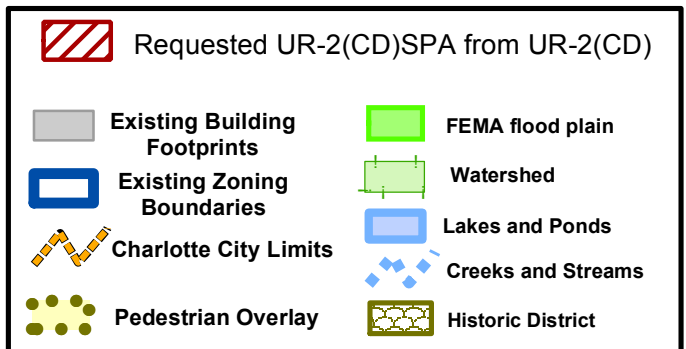 Requested UR-2(CD)SPA from UR-2(CD)
Existing Building
Footprints
Existing Zoning
Boundaries
Charlotte City Limits
Pedestrian Overlay
FEMA flood plain
Watershed
Lakes and Ponds
Creeks and Streams
Historic District